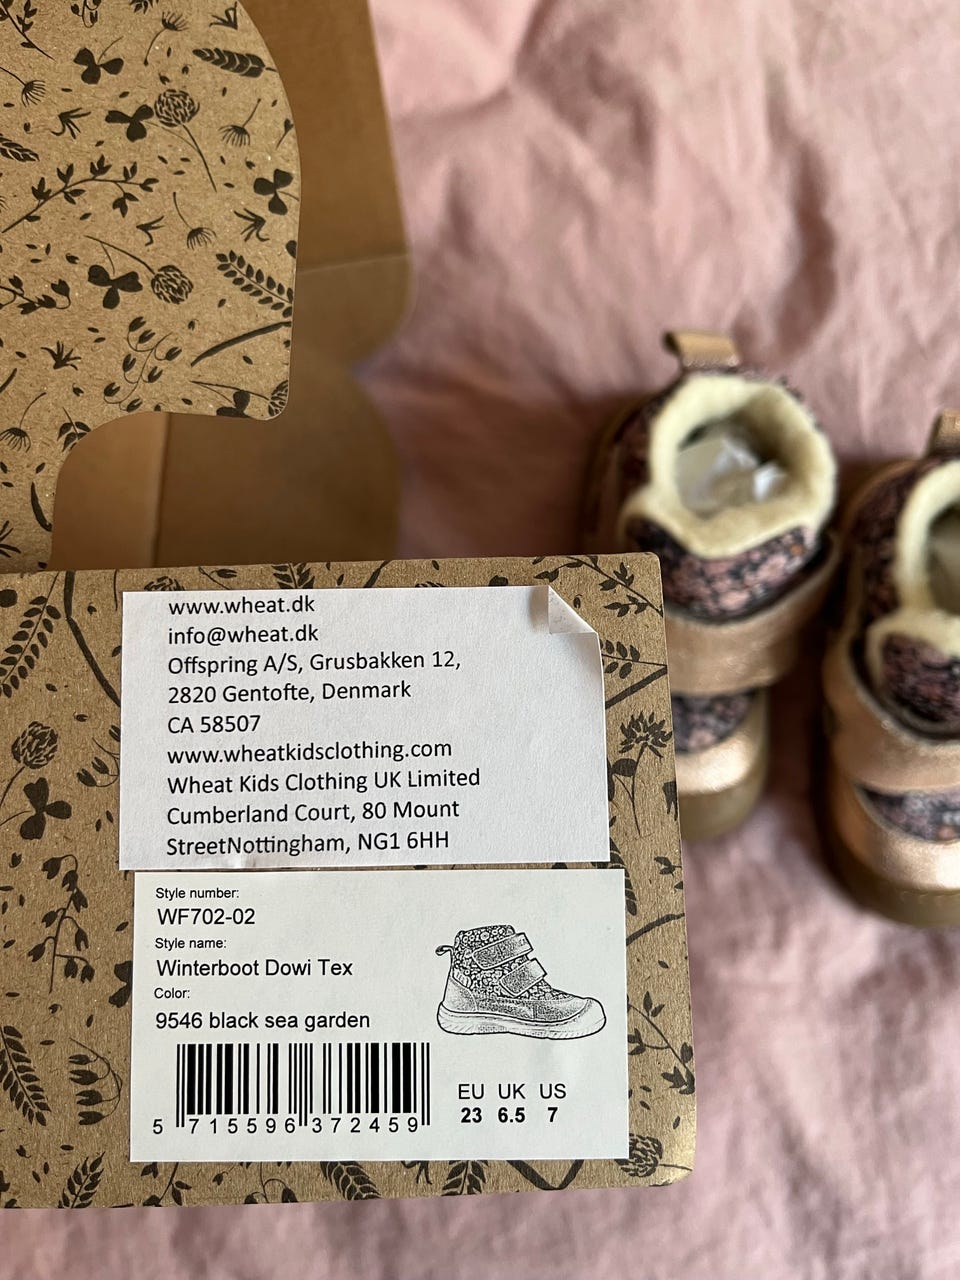 www.wheat.dk
info@wheat.dk
Offspring A/S, Grusbakken 12,
2820 Gentofte, Denmark
CA 58507
www.wheatkidsclothing.com
Wheat Kids Clothing UK Limited
Cumberland Court, 80 Mount
StreetNottingham, NG1 6HH
Style number:
WF702-02
Style name:
Winterboot Dowi Tex
Color:
9546 black sea garden
5 715596 372459
EU UK US
23 6.5 7